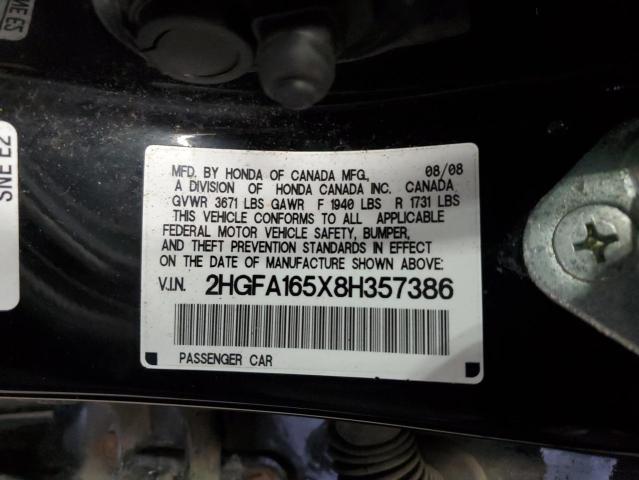 MFD. BY HONDA OF CANADA MFG., 08/08
A DIVISION OF HONDA CANADA INC. CANADA
GVWR 3671 LBS GAWR F 1940 LBS R 1731 LBS
THIS VEHICLE CONFORMS TO ALL APPLICABLE
FEDERAL MOTOR VEHICLE SAFETY, BUMPER,
AND THEFT PREVENTION STANDARDS IN EFFECT
ON THE DATE OF MANUFACTURE SHOWN ABOVE:
V.I.N. 2HGFA165X8H357386
PASSENGER CAR
SNE E2